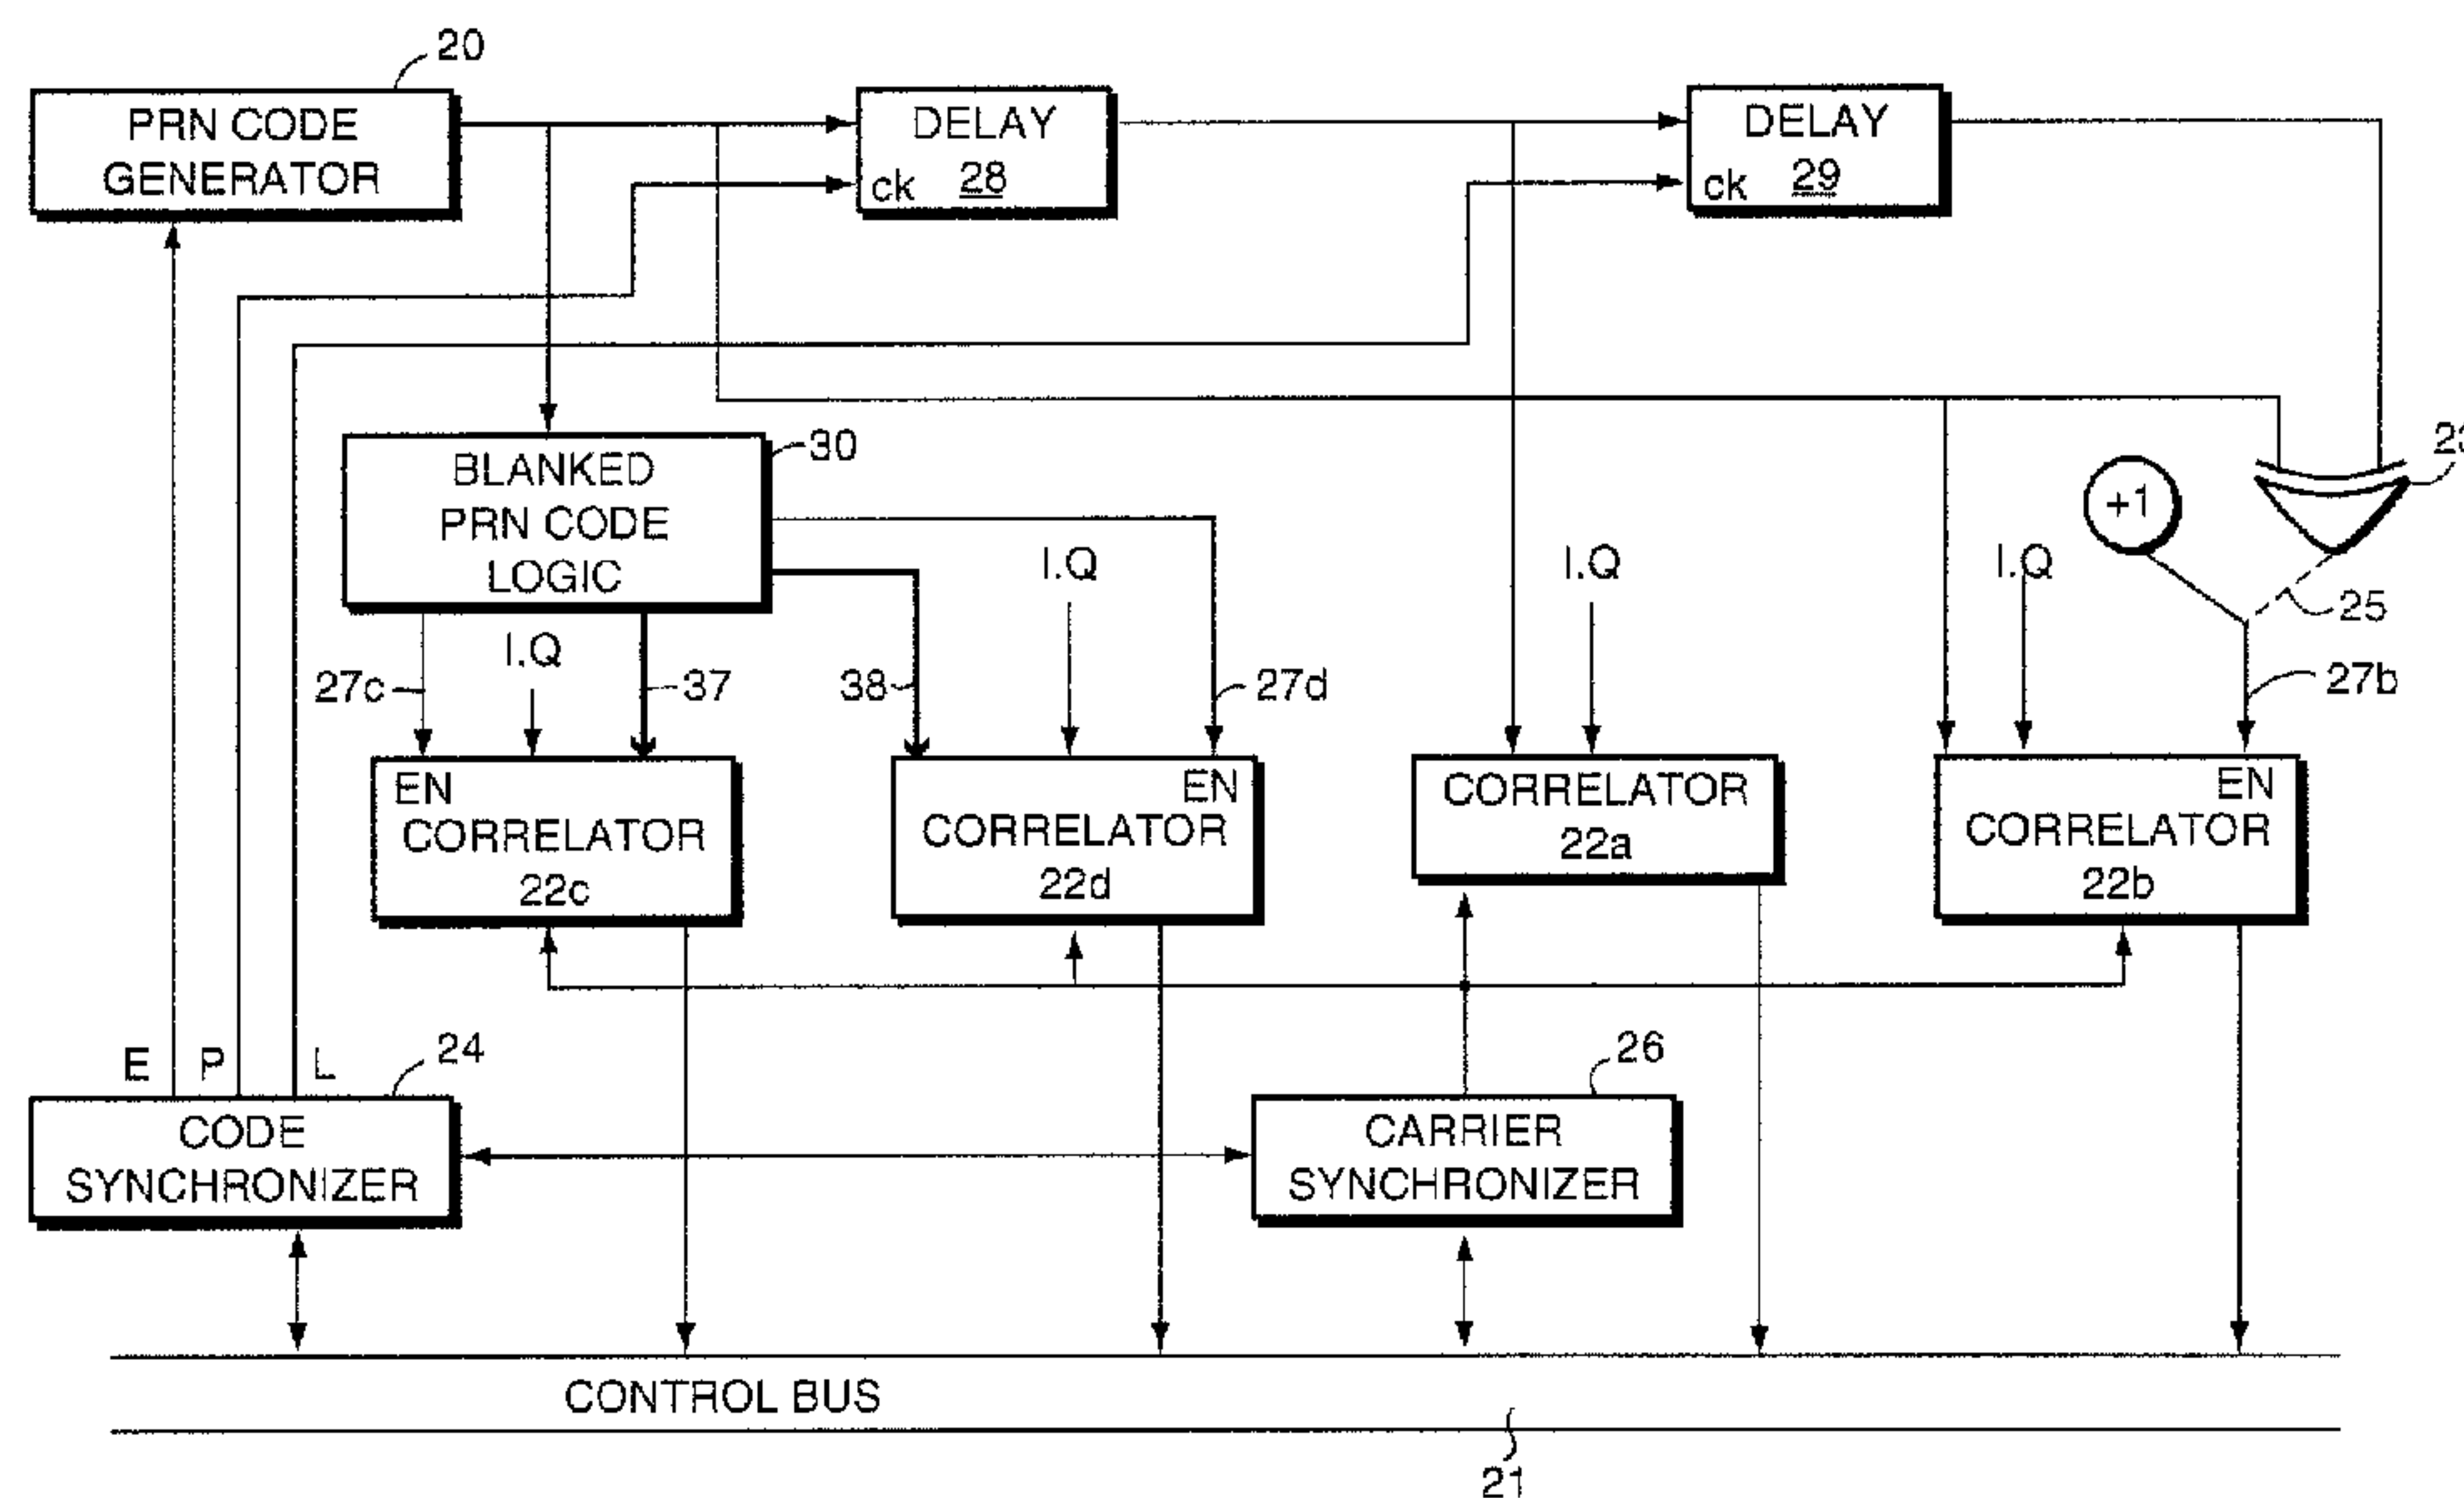 20
PRN CODE
GENERATOR
DELAY
ck 28
DELAY
ck 29
BLANKED
PRN CODE
LOGIC
30
+1
25
I.Q
I.Q
I.Q
I.Q
27c
37
38
27d
27b
EN
CORRELATOR
22c
EN
CORRELATOR
22d
CORRELATOR
22a
EN
CORRELATOR
22b
E P L
24
CODE
SYNCHRONIZER
26
CARRIER
SYNCHRONIZER
CONTROL BUS
21